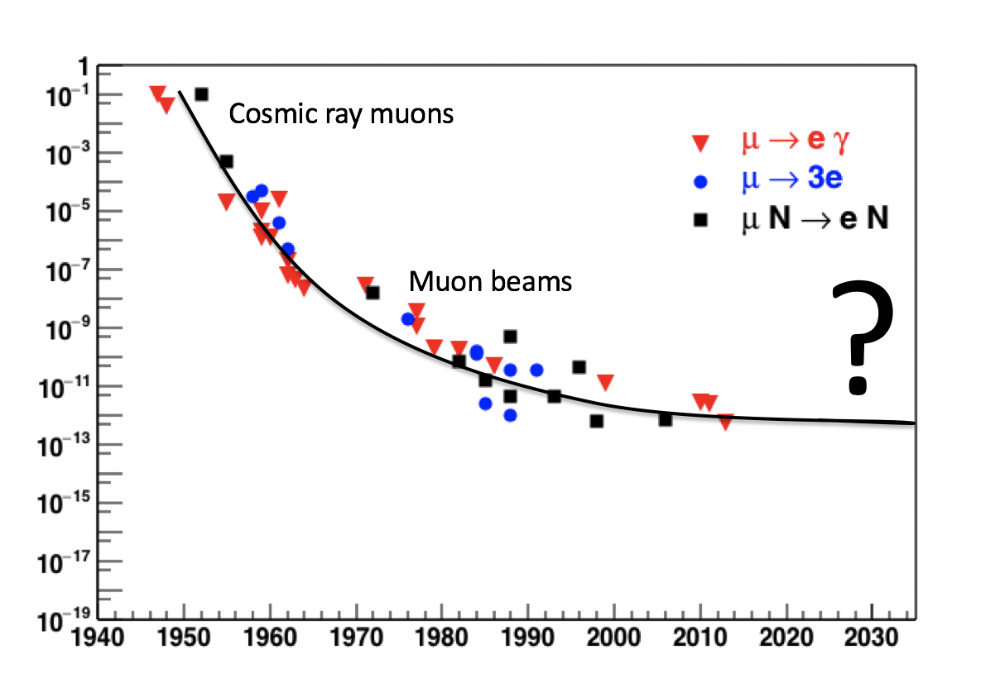 1
10⁻¹
10⁻³
10⁻⁵
10⁻⁷
10⁻⁹
10⁻¹¹
10⁻¹³
10⁻¹⁵
10⁻¹⁷
10⁻¹⁹
Cosmic ray muons
Muon beams
μ → e γ
μ → 3e
μ N → e N
?
1940 1950 1960 1970 1980 1990 2000 2010 2020 2030